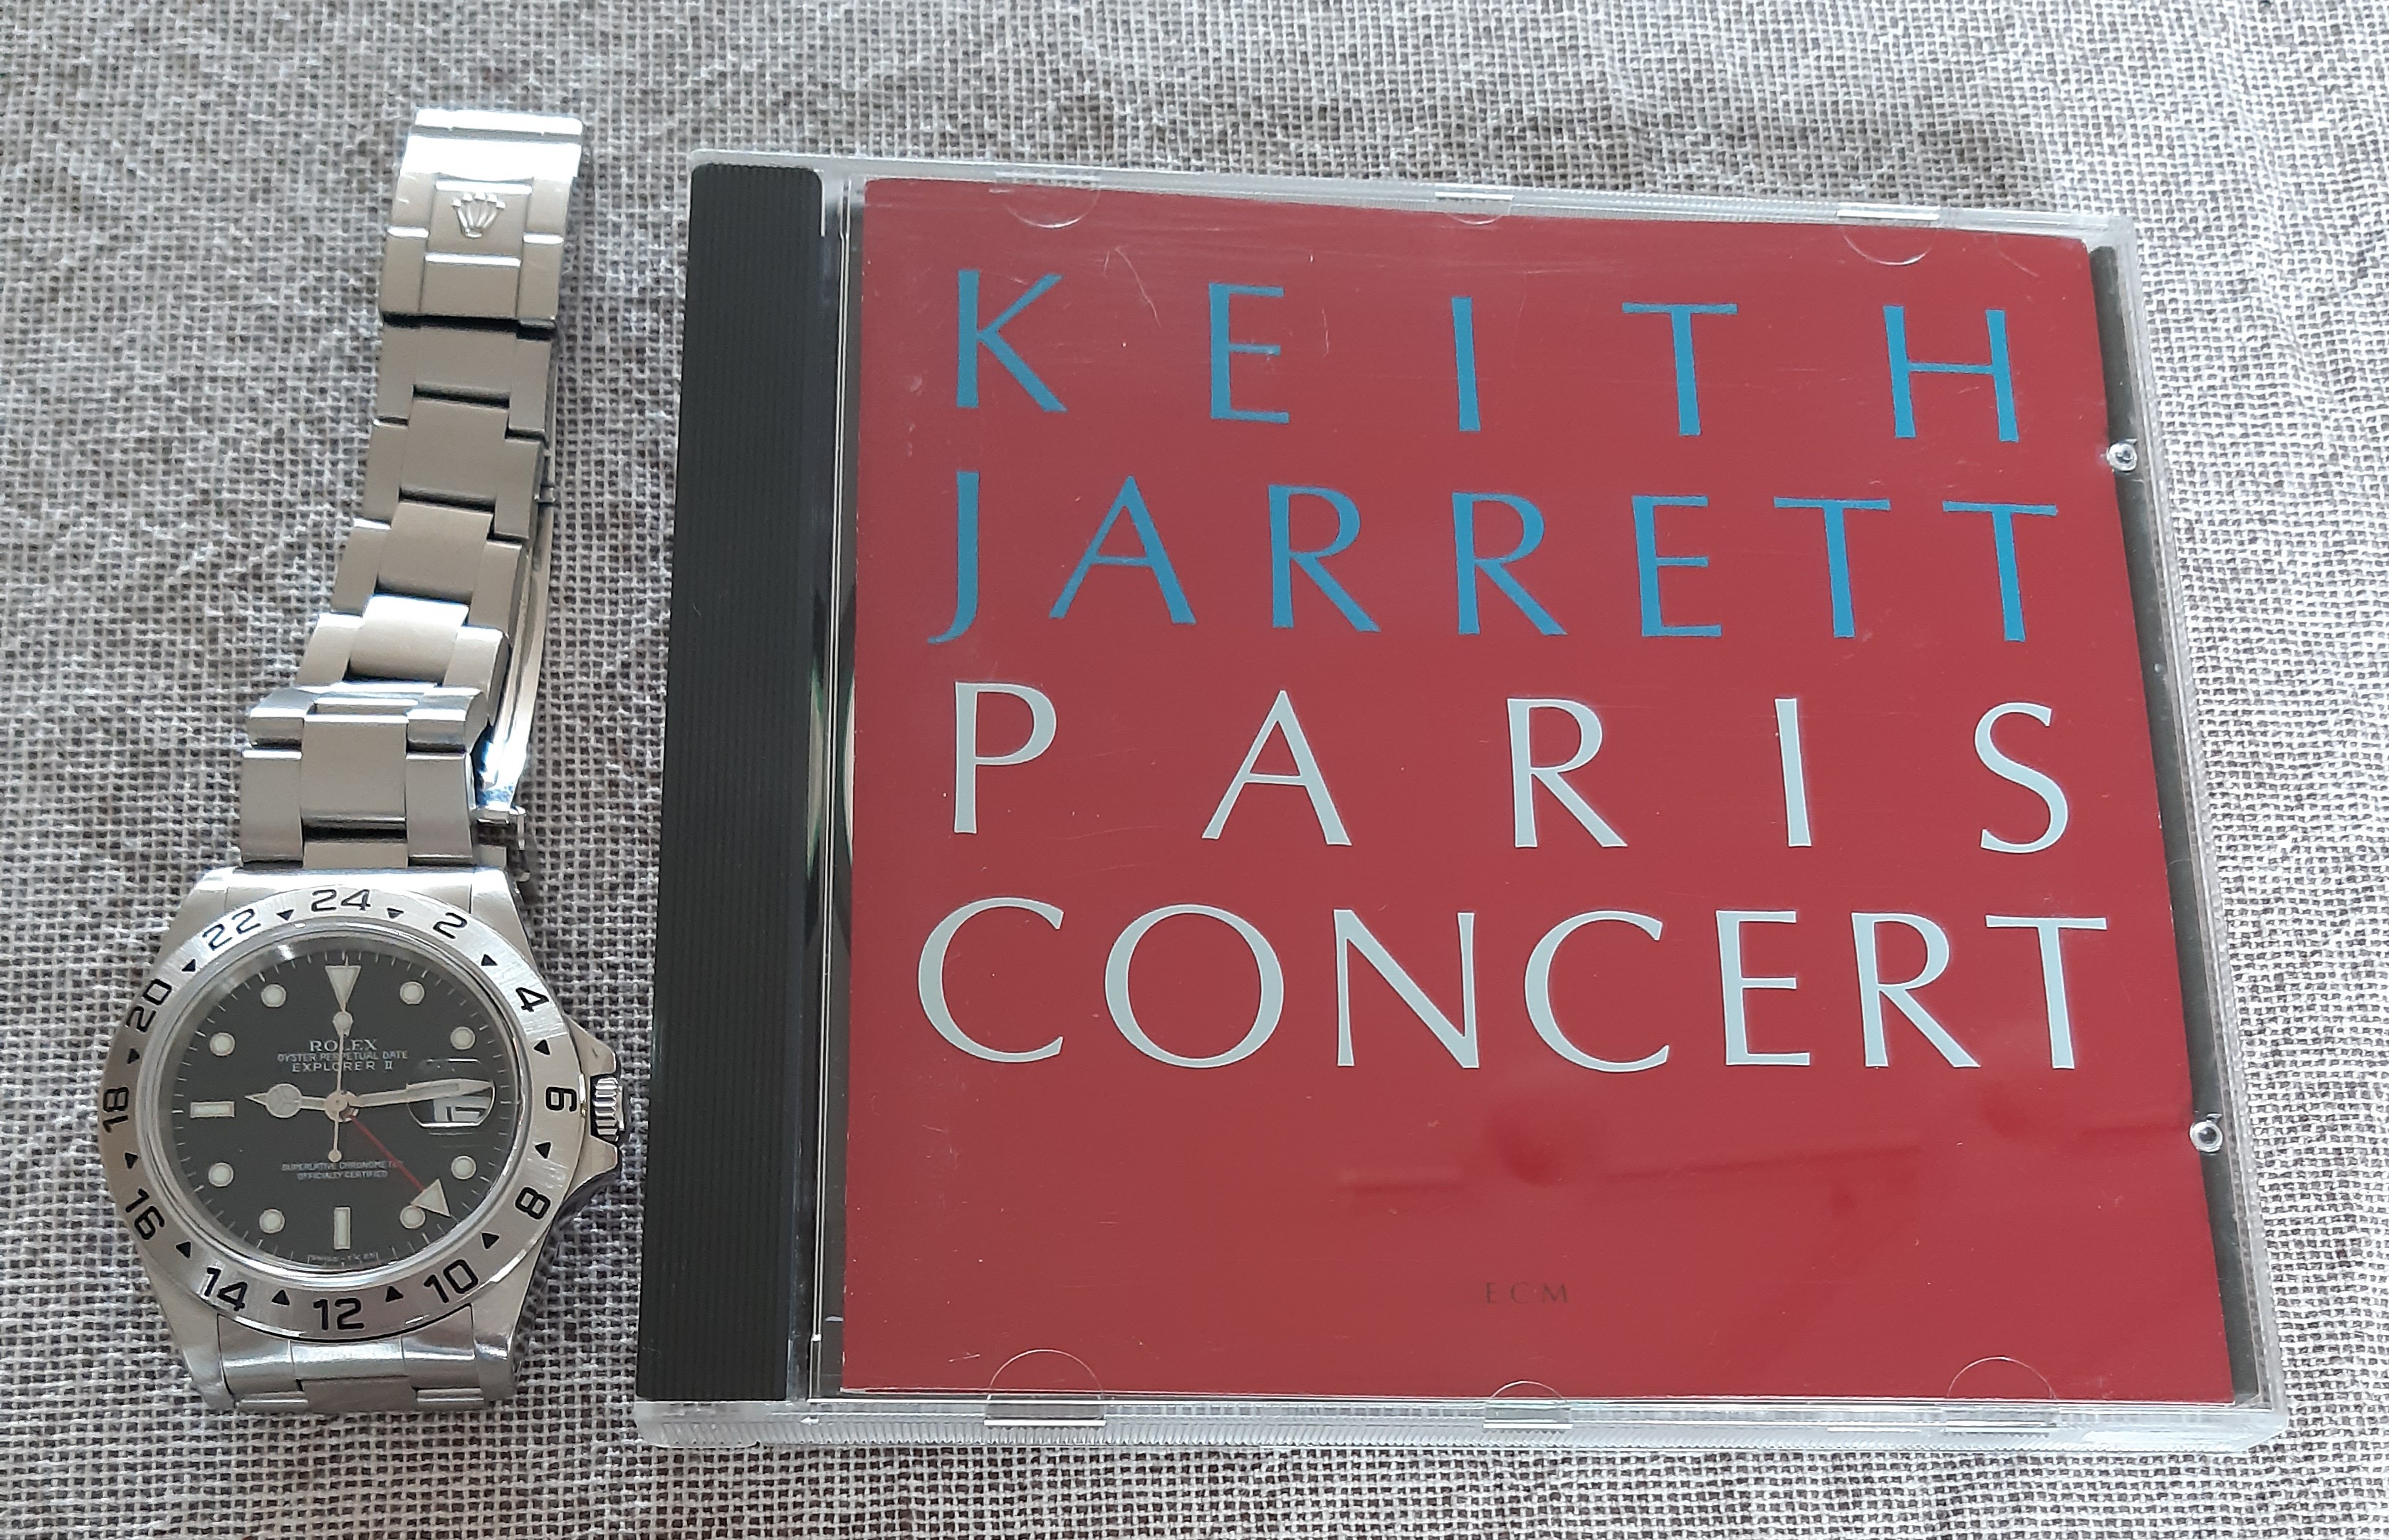 24
2
4
6
8
10
12
14
16
18
20
22
ROLEX
OYSTER PERPETUAL DATE
EXPLORER II
SUPERLATIVE CHRONOMETER
OFFICIALLY CERTIFIED
KEITH
JARRETT
PARIS
CONCERT
ECM